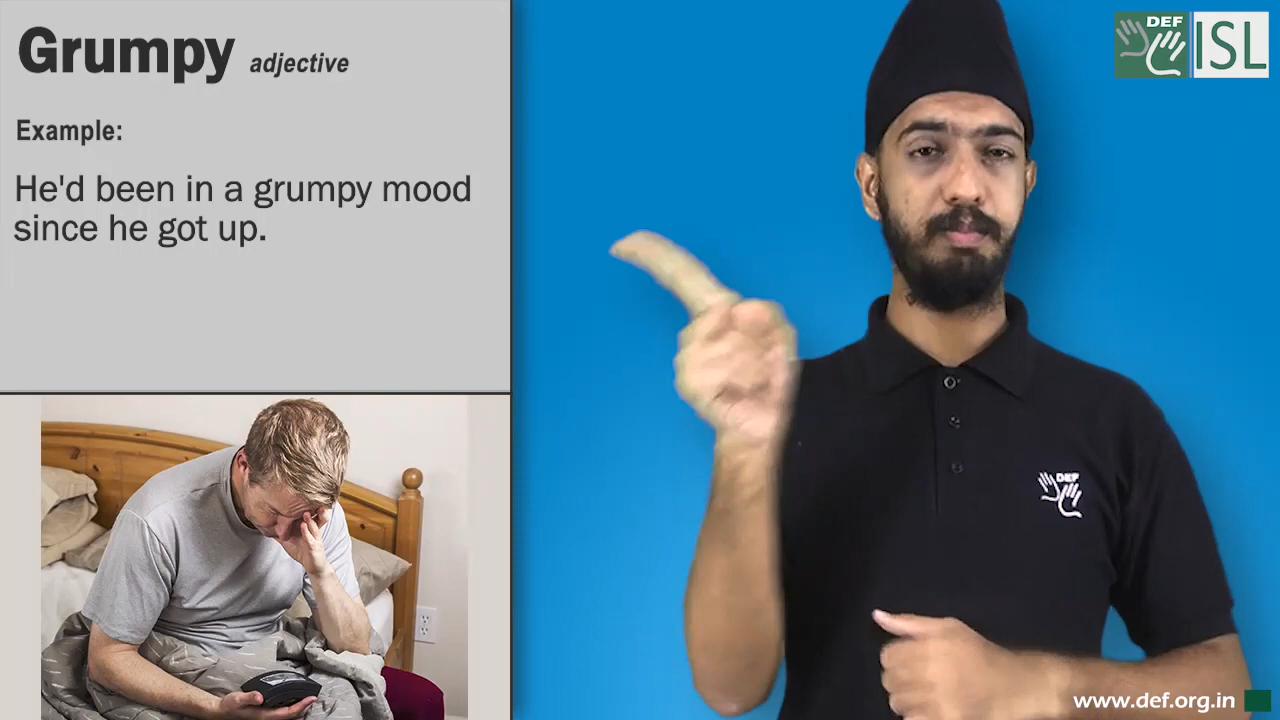 Grumpy adjective
Example:
He'd been in a grumpy mood
since he got up.
DEF
ISL
DEF
www.def.org.in